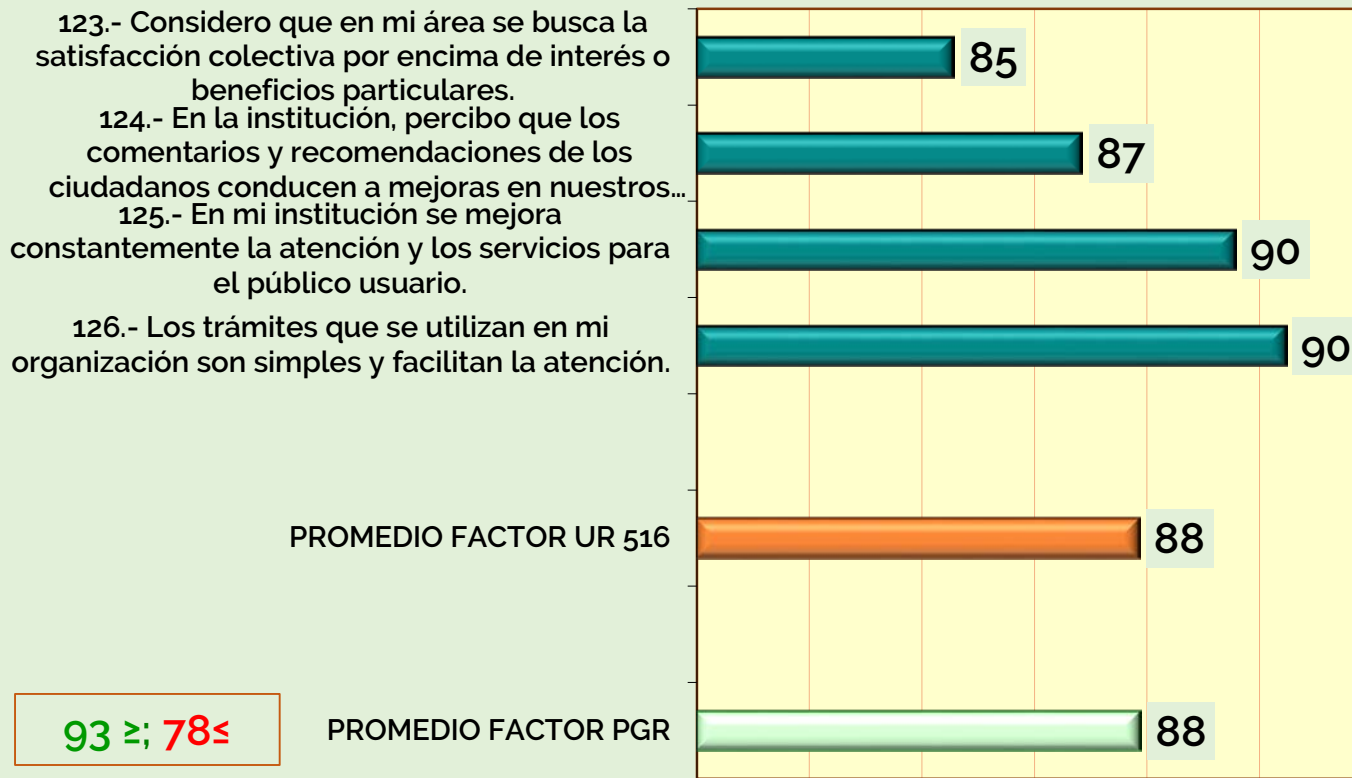 123.- Considero que en mi área se busca la
satisfacción colectiva por encima de interés o
beneficios particulares.
85
124.- En la institución, percibo que los
comentarios y recomendaciones de los
ciudadanos conducen a mejoras en nuestros...
87
125.- En mi institución se mejora
constantemente la atención y los servicios para
el público usuario.
90
126.- Los trámites que se utilizan en mi
organización son simples y facilitan la atención.
90
PROMEDIO FACTOR UR 516
88
93 ≥; 78≤
PROMEDIO FACTOR PGR
88